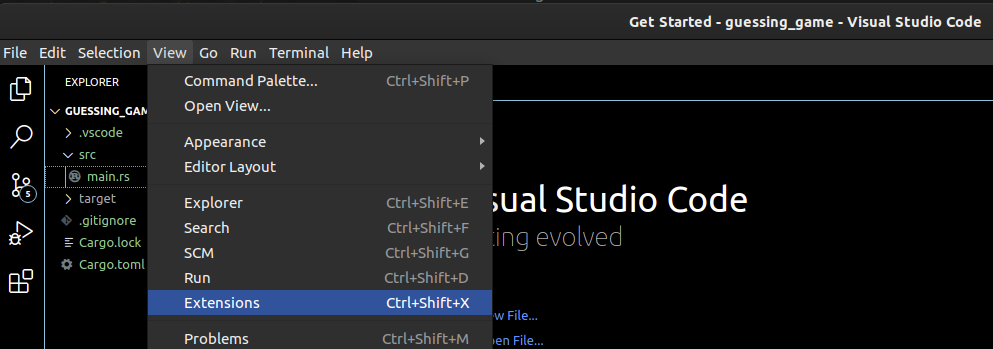 Get Started - guessing_game - Visual Studio Code
File Edit Selection View Go Run Terminal Help
EXPLORER
GUESSING_GAM
.vscode
src
main.rs
target
.gitignore
Cargo.lock
Cargo.toml
5
Command Palette... Ctrl+Shift+P
Open View...
Appearance
Editor Layout
Explorer Ctrl+Shift+E
Search Ctrl+Shift+F
SCM Ctrl+Shift+G
Run Ctrl+Shift+D
Extensions Ctrl+Shift+X
Problems Ctrl+Shift+M
sual Studio Code
ing evolved
w File...
en File...